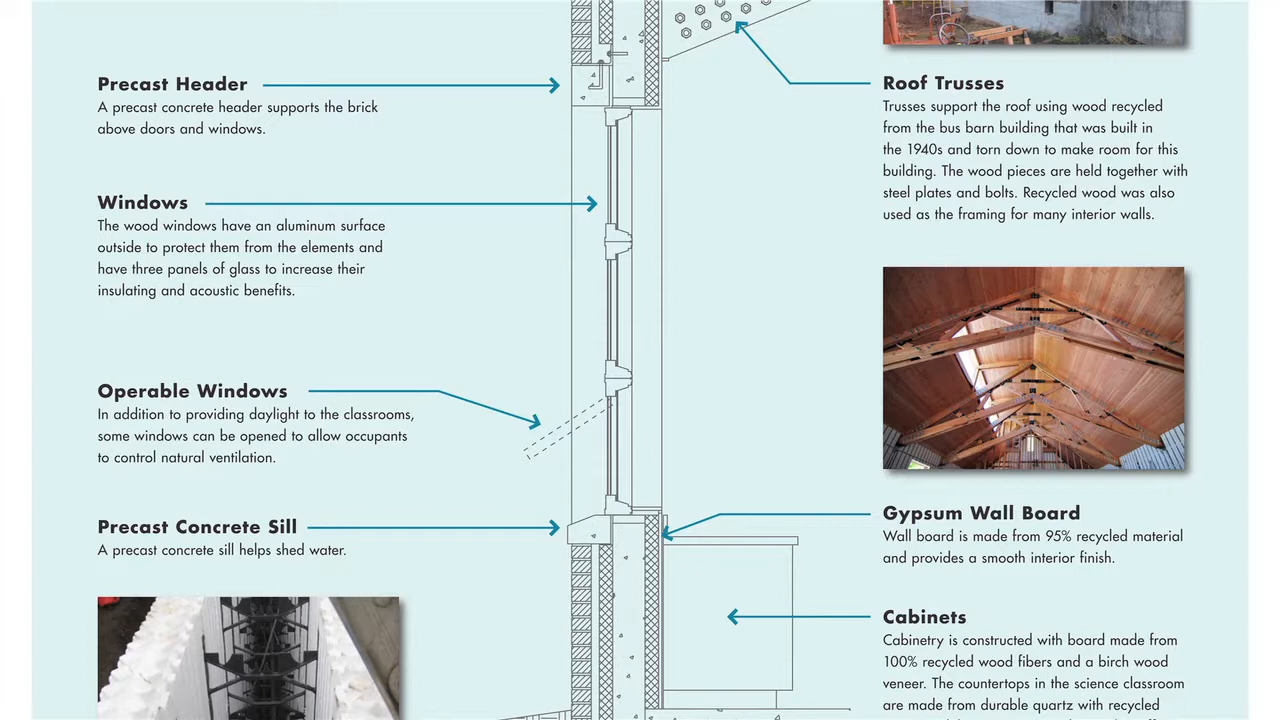 Precast Header
A precast concrete header supports the brick
above doors and windows.
Windows
The wood windows have an aluminum surface
outside to protect them from the elements and
have three panels of glass to increase their
insulating and acoustic benefits.
Operable Windows
In addition to providing daylight to the classrooms,
some windows can be opened to allow occupants
to control natural ventilation.
Precast Concrete Sill
A precast concrete sill helps shed water.
Roof Trusses
Trusses support the roof using wood recycled
from the bus barn building that was built in
the 1940s and torn down to make room for this
building. The wood pieces are held together with
steel plates and bolts. Recycled wood was also
used as the framing for many interior walls.
Gypsum Wall Board
Wall board is made from 95% recycled material
and provides a smooth interior finish.
Cabinets
Cabinetry is constructed with board made from
100% recycled wood fibers and a birch wood
veneer. The countertops in the science classroom
are made from durable quartz with recycled